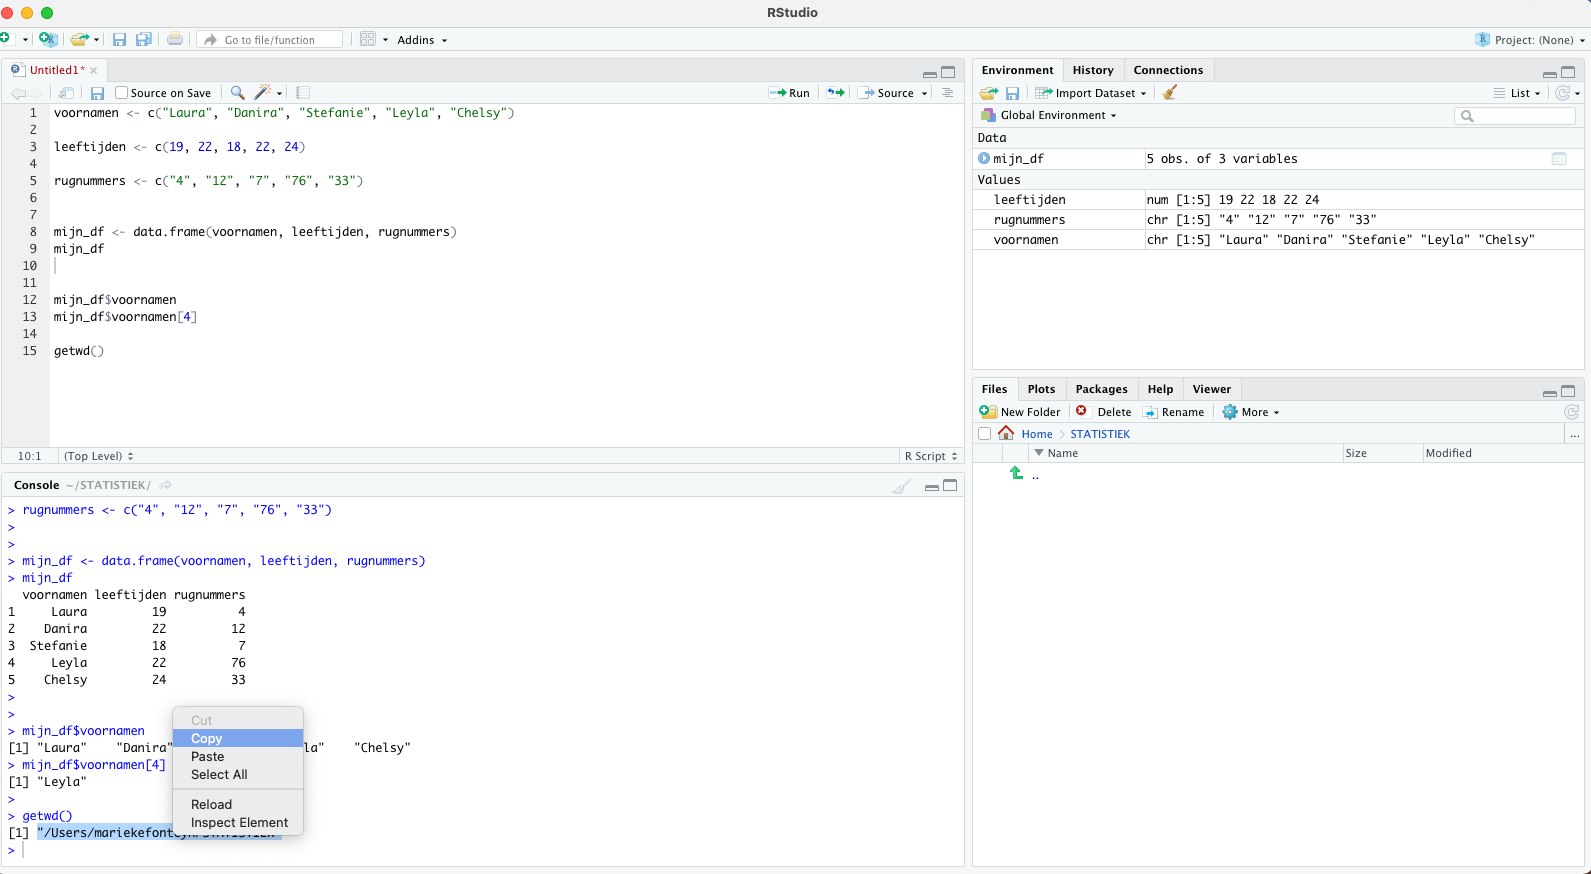 RStudio
Go to file/function
Addins
Project: (None)
Untitled1*
Source on Save
Run
Source
1 voornamen <- c("Laura", "Danira", "Stefanie", "Leyla", "Chelsy")
2
3 leeftijden <- c(19, 22, 18, 22, 24)
4
5 rugnummers <- c("4", "12", "7", "76", "33")
6
7
8 mijn_df <- data.frame(voornamen, leeftijden, rugnummers)
9 mijn_df
10
11
12 mijn_df$voornamen
13 mijn_df$voornamen[4]
14
15 getwd()
10:1 (Top Level) R Script
Console ~/STATISTIEK/
> rugnummers <- c("4", "12", "7", "76", "33")
>
>
> mijn_df <- data.frame(voornamen, leeftijden, rugnummers)
> mijn_df
voornamen leeftijden rugnummers
1 Laura 19 4
2 Danira 22 12
3 Stefanie 18 7
4 Leyla 22 76
5 Chelsy 24 33
>
>
> mijn_df$voornamen
[1] "Laura" "Danira" la" "Chelsy"
> mijn_df$voornamen[4]
[1] "Leyla"
>
> getwd()
[1] "/Users/mariekefonteyn/STATISTIEK"
>
Cut
Copy
Paste
Select All
Reload
Inspect Element
Environment History Connections
Import Dataset List
Global Environment
Data
mijn_df 5 obs. of 3 variables
Values
leeftijden num [1:5] 19 22 18 22 24
rugnummers chr [1:5] "4" "12" "7" "76" "33"
voornamen chr [1:5] "Laura" "Danira" "Stefanie" "Leyla" "Chelsy"
Files Plots Packages Help Viewer
New Folder Delete Rename More
Home STATISTIEK ...
Name Size Modified
..